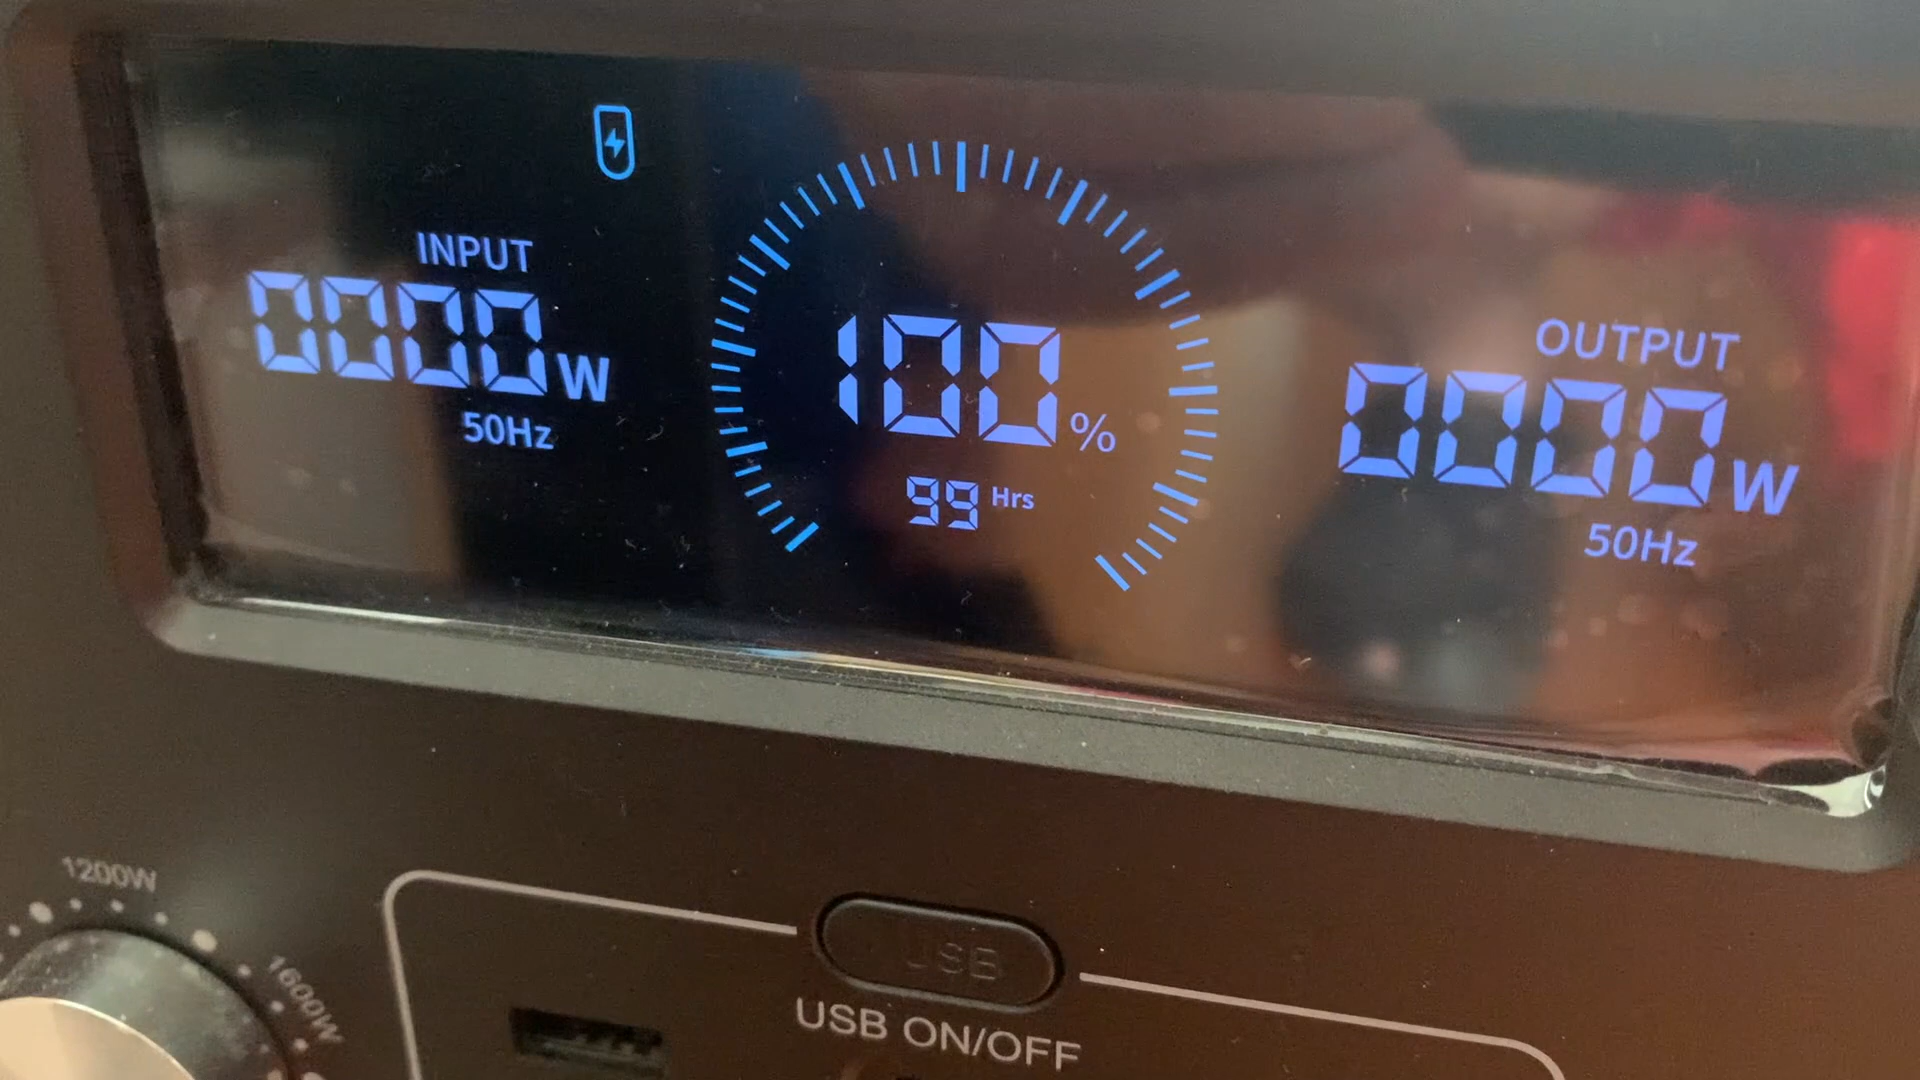 INPUT
0000W
50Hz
100%
99 Hrs
OUTPUT
0000W
50Hz
1200W
1600W
USB
USB ON/OFF